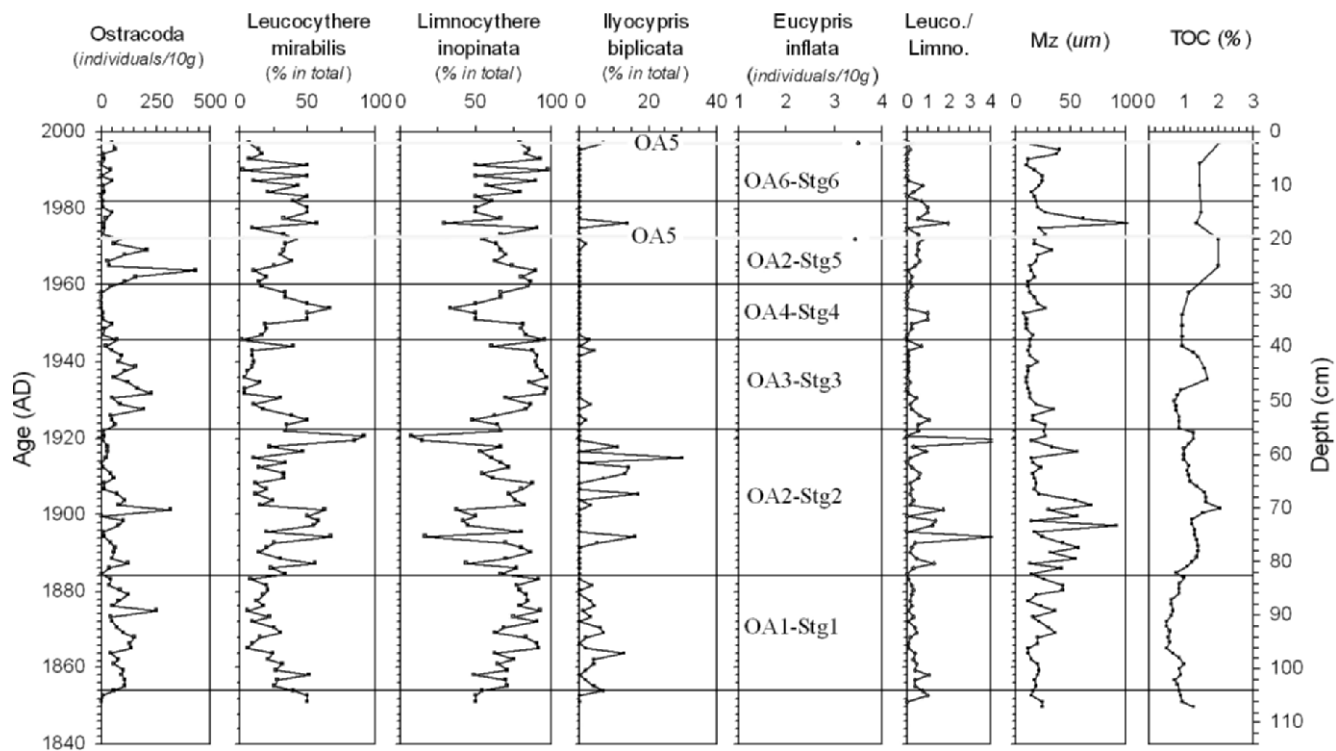 Ostracoda
(individuals/10g)
Leucocythere
mirabilis
(% in total)
Limnocythere
inopinata
(% in total)
Ilyocypris
biplicata
(% in total)
Eucypris
inflata
(individuals/10g)
Leuco./
Limno.
Mz (um)
TOC (%)
0 250 500
0 50 100
0 50 100
0 20 40
1 2 3 4
0 1 2 3 4
0 50 100
0 1 2 3
2000
1980
1960
1940
1920
1900
1880
1860
1840
Age (AD)
OA5
OA6-Stg6
OA5
OA2-Stg5
OA4-Stg4
OA3-Stg3
OA2-Stg2
OA1-Stg1
0
10
20
30
40
50
60
70
80
90
100
110
Depth (cm)